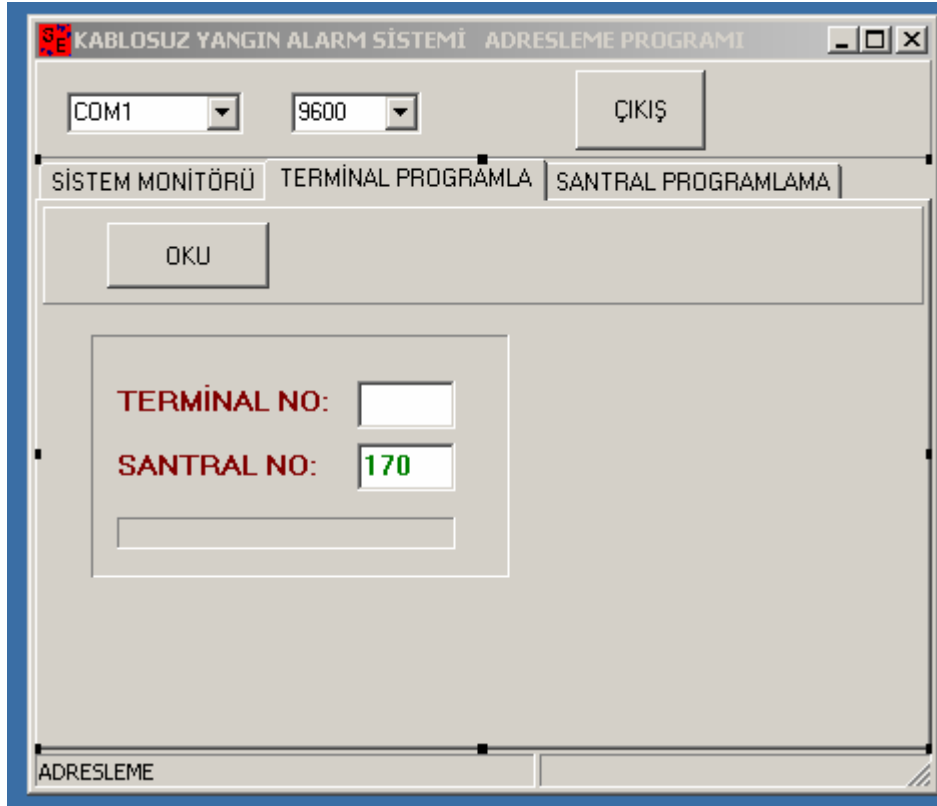 SE KABLOSUZ YANGIN ALARM SİSTEMİ ADRESLEME PROGRAMI
COM1 9600 ÇIKIŞ
SİSTEM MONİTÖRÜ TERMİNAL PROGRAMLA SANTRAL PROGRAMLAMA
OKU
TERMİNAL NO:
SANTRAL NO: 170
ADRESLEME